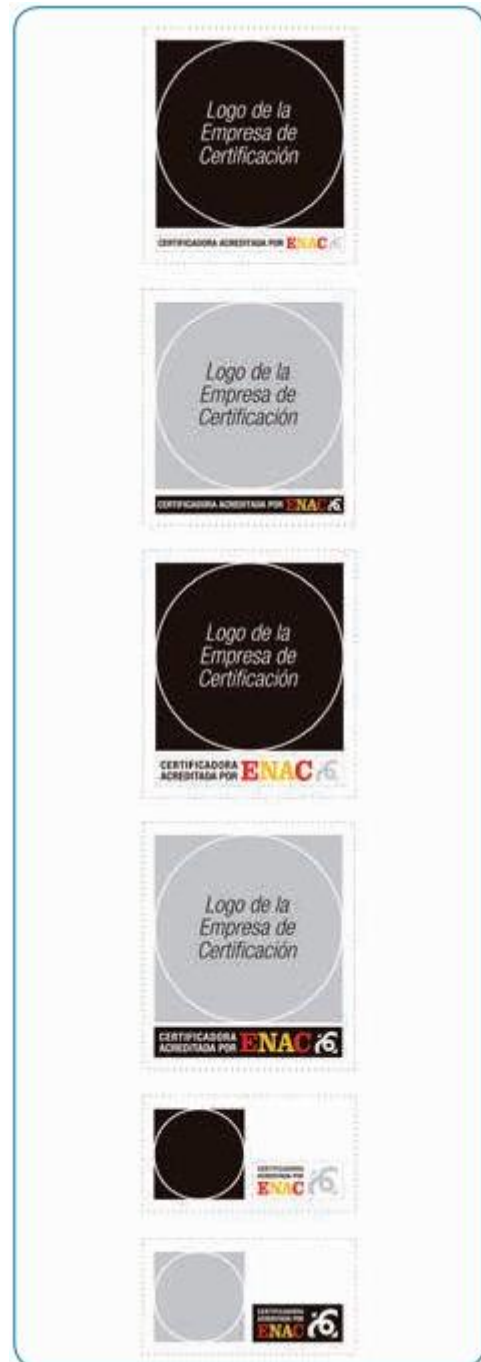 Logo de la
Empresa de
Certificación
CERTIFICADORA ACREDITADA POR ENAC
Logo de la
Empresa de
Certificación
CERTIFICADORA ACREDITADA POR ENAC
Logo de la
Empresa de
Certificación
CERTIFICADORA
ACREDITADA POR ENAC
Logo de la
Empresa de
Certificación
CERTIFICADORA
ACREDITADA POR ENAC
CERTIFICADORA
ACREDITADA POR
ENAC
CERTIFICADORA
ACREDITADA POR
ENAC